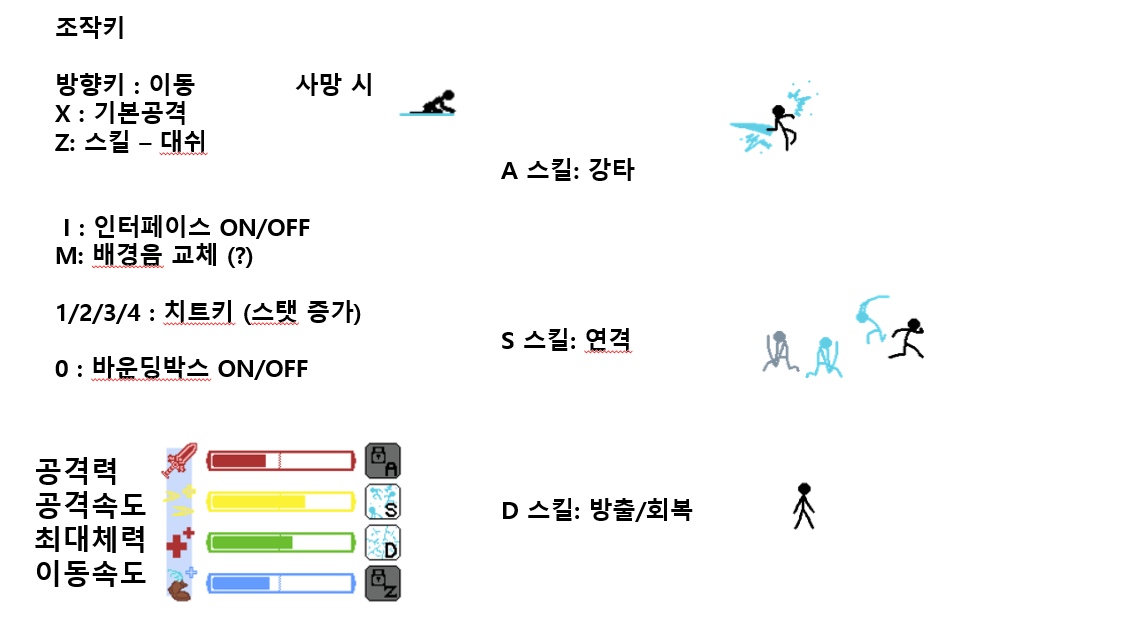 조작키
방향키 : 이동
사망 시
X : 기본공격
Z: 스킬 – 대쉬
A 스킬: 강타
I : 인터페이스 ON/OFF
M: 배경음 교체 (?)
1/2/3/4 : 치트키 (스탯 증가)
S 스킬: 연격
0 : 바운딩박스 ON/OFF
공격력
A
공격속도
S
D 스킬: 방출/회복
최대체력
D
이동속도
Z